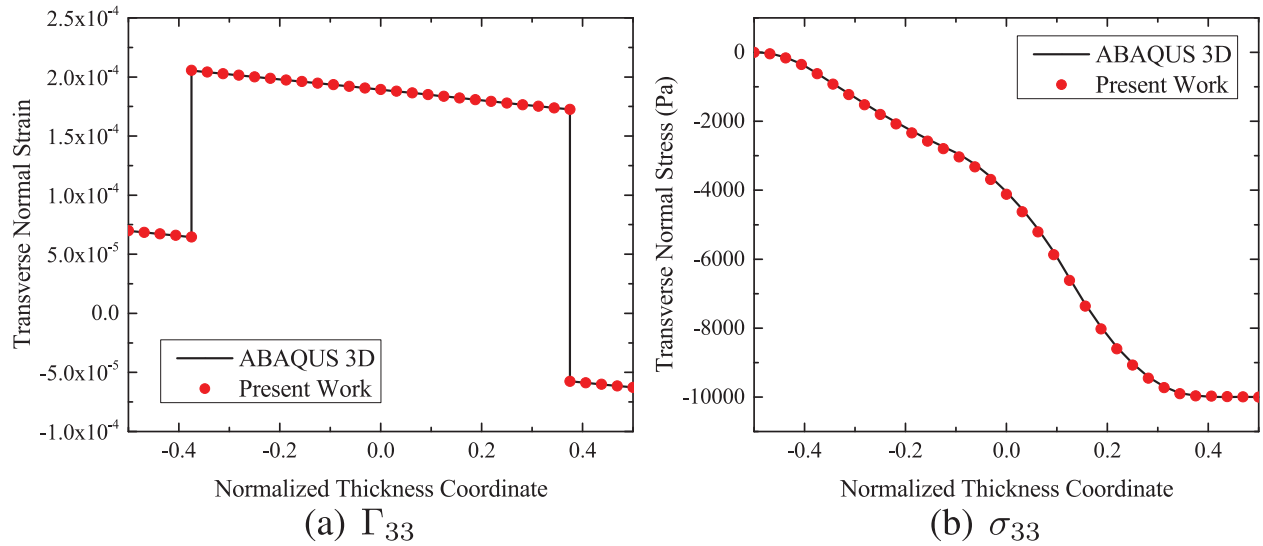 2.5x10⁻⁴
2.0x10⁻⁴
1.5x10⁻⁴
1.0x10⁻⁴
5.0x10⁻⁵
0.0
-5.0x10⁻⁵
-1.0x10⁻⁴
Transverse Normal Strain
ABAQUS 3D
Present Work
-0.4 -0.2 0.0 0.2 0.4
Normalized Thickness Coordinate
(a) Γ₃₃
0
-2000
-4000
-6000
-8000
-10000
Transverse Normal Stress (Pa)
ABAQUS 3D
Present Work
-0.4 -0.2 0.0 0.2 0.4
Normalized Thickness Coordinate
(b) σ₃₃